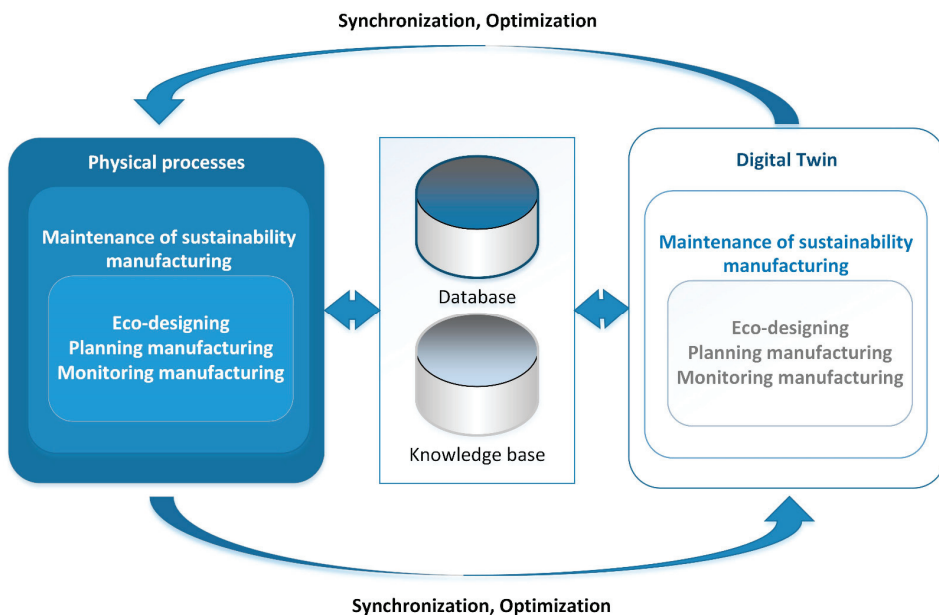 Synchronization, Optimization
Physical processes
Maintenance of sustainability
manufacturing
Eco-designing
Planning manufacturing
Monitoring manufacturing
Database
Knowledge base
Digital Twin
Maintenance of sustainability
manufacturing
Eco-designing
Planning manufacturing
Monitoring manufacturing
Synchronization, Optimization